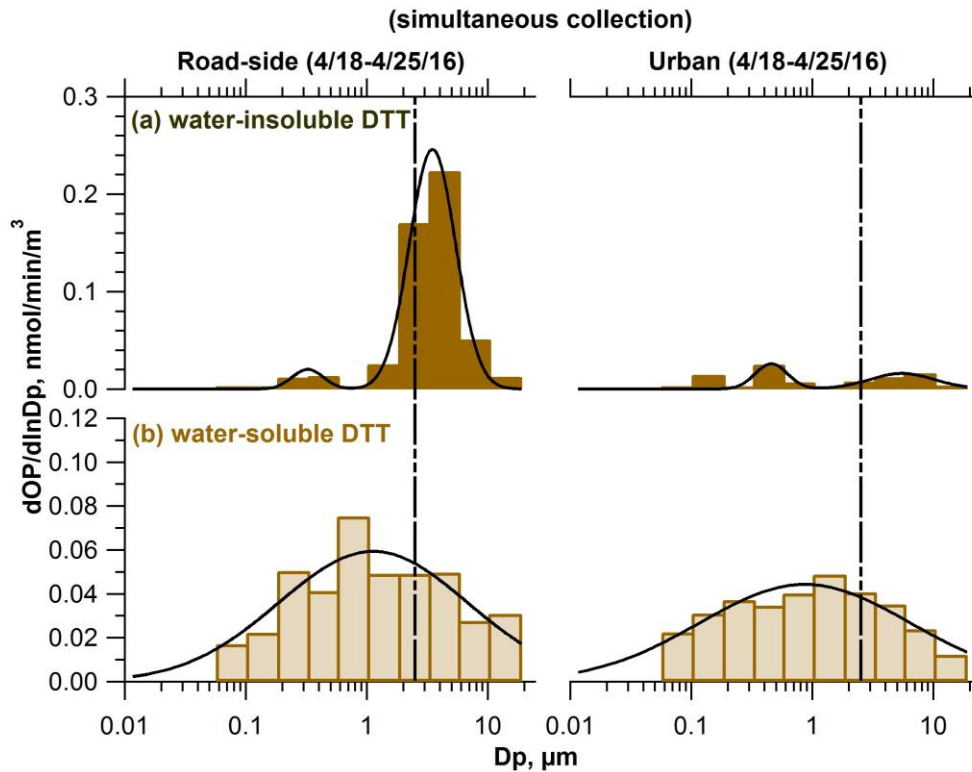 (simultaneous collection)
Road-side (4/18-4/25/16)
Urban (4/18-4/25/16)
0.3
(a) water-insoluble DTT
0.2
0.1
0.0
0.12
(b) water-soluble DTT
0.10
0.08
0.06
0.04
0.02
0.00
dOP/dlnDp, nmol/min/m³
0.01 0.1 1 10 0.01 0.1 1 10
Dp, µm